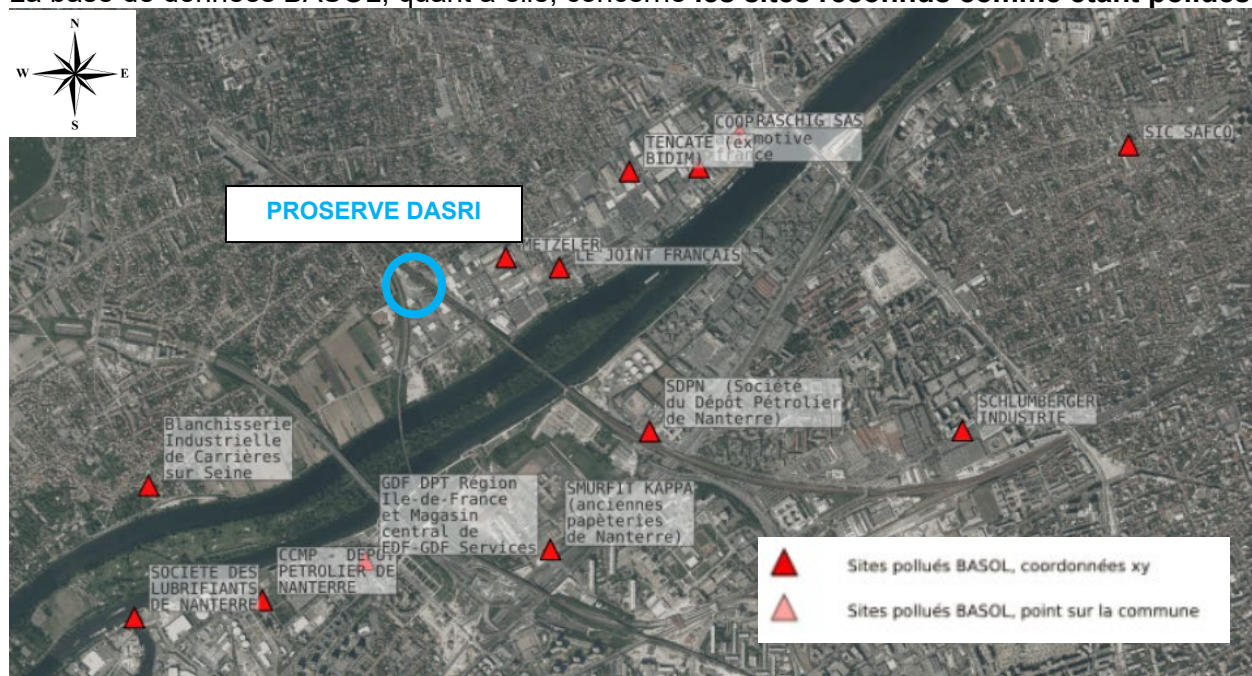 La base de données BASOL, quant à elle, concerne les sites reconnus comme étant pollués
N
W
E
S
COOP
RASCHIG SAS
TENCATE (ex
motive
BIDIM)
france
SIC SAFCO
PROSERVE DASRI
METZELER
LE JOINT FRANÇAIS
SDPN (Société
du Dépôt Pétrolier
de Nanterre)
SCHLUMBERGER
INDUSTRIE
Blanchisserie
Industrielle
de Carrières
sur Seine
GDF DPT Région
Ile-de-France
et Magasin
central de
EDF-GDF Services
SMURFIT KAPPA
(anciennes
papèteries
de Nanterre)
CCMP - DEPOT
PETROLIER DE
NANTERRE
SOCIETE DES
LUBRIFIANTS
DE NANTERRE
Sites pollués BASOL, coordonnées xy
Sites pollués BASOL, point sur la commune